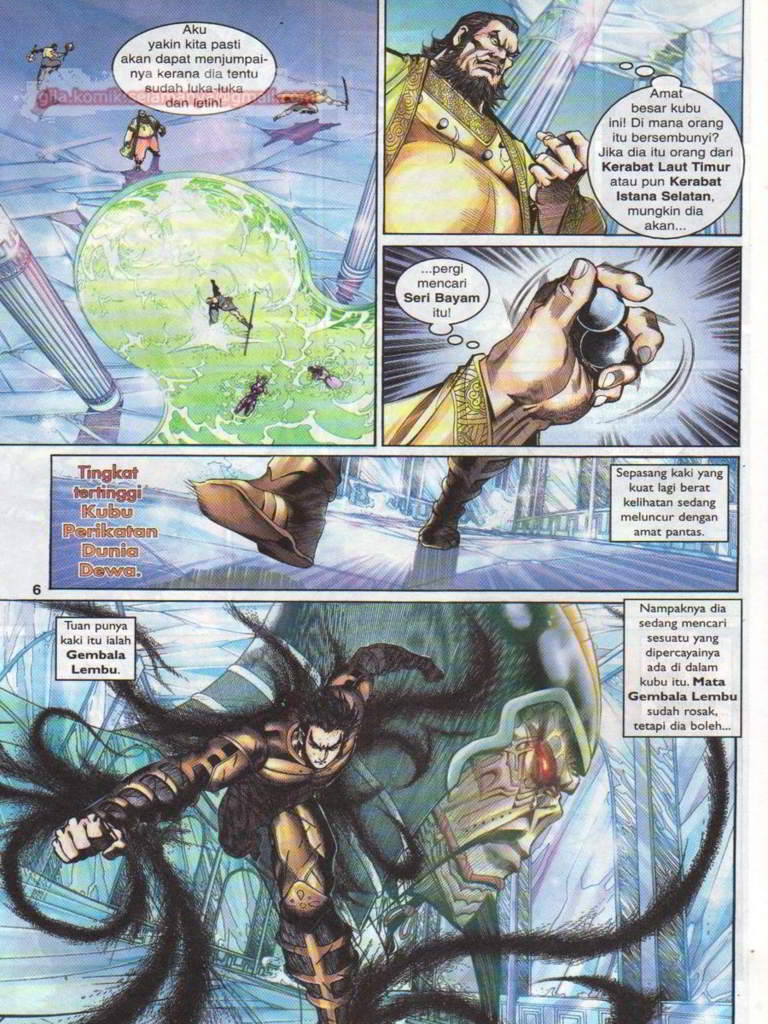 Aku
yakin kita pasti
akan dapat menjumpai-
nya kerana dia tentu
sudah luka-luka
dan letih!
Amat
besar kubu
ini! Di mana orang
itu bersembunyi?
Jika dia itu orang dari
Kerabat Laut Timur
atau pun Kerabat
Istana Selatan,
mungkin dia
akan...
...pergi
mencari
Seri Bayam
itu!
Tingkat
tertinggi
Kubu
Perikatan
Dunia
Dewa.
Sepasang kaki yang
kuat lagi berat
kelihatan sedang
meluncur dengan
amat pantas.
6
Tuan punya
kaki itu ialah
Gembala
Lembu.
Nampaknya dia
sedang mencari
sesuatu yang
dipercayainya
ada di dalam
kubu itu. Mata
Gembala Lembu
sudah rosak,
tetapi dia boleh...